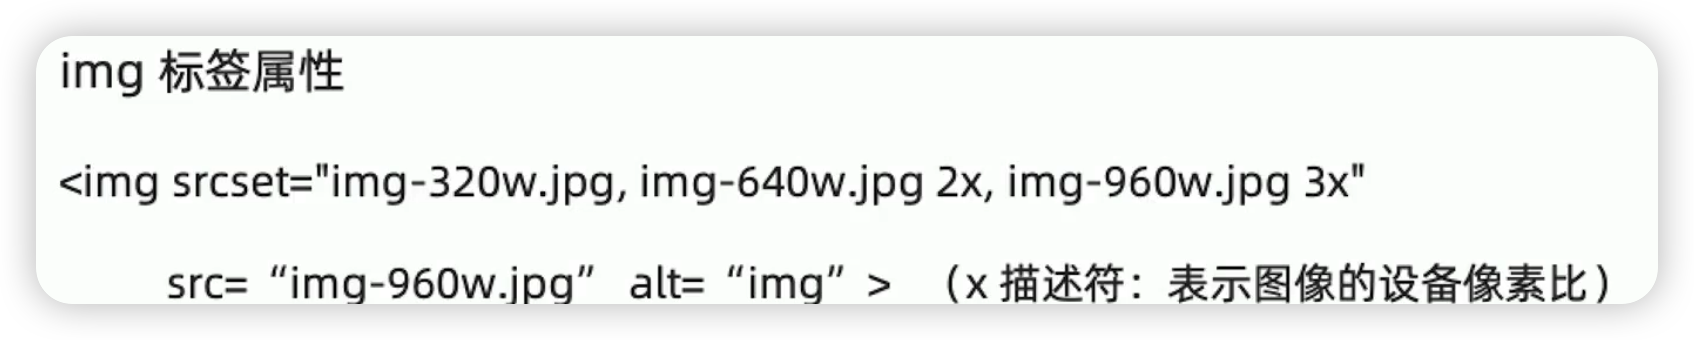 img 标签属性
<img srcset="img-320w.jpg, img-640w.jpg 2x, img-960w.jpg 3x"
src= “img-960w.jpg” alt= “img” > （x 描述符：表示图像的设备像素比）